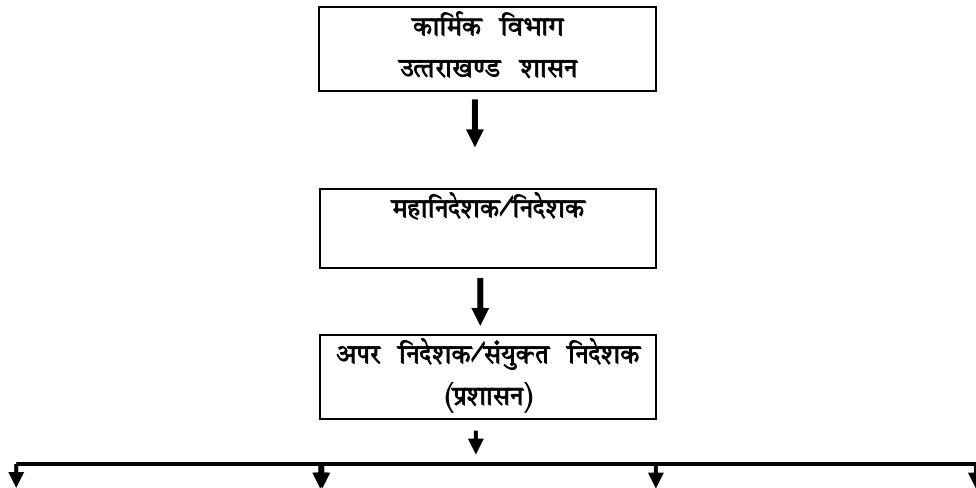 कार्मिक विभाग
उत्तराखण्ड शासन
महानिदेशक/निदेशक
अपर निदेशक/संयुक्त निदेशक
(प्रशासन)